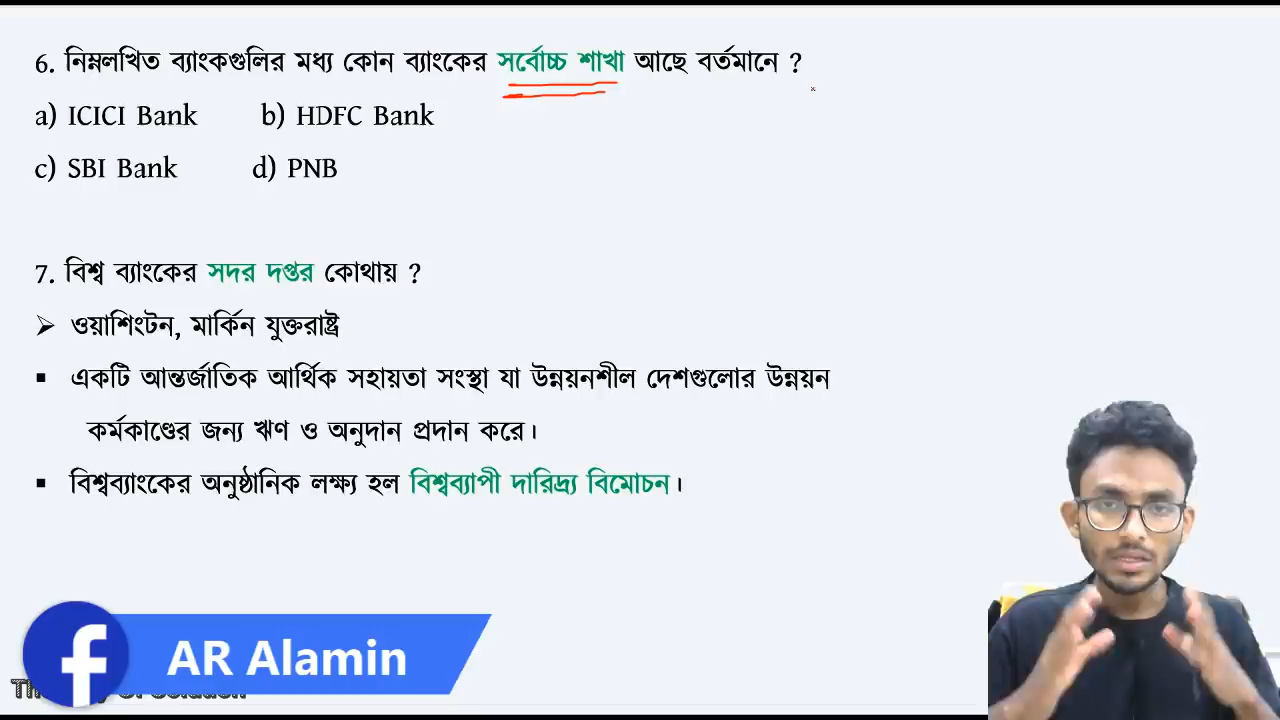 6. নিম্নলখিত ব্যাংকগুলির মধ্য কোন ব্যাংকের সর্বোচ্চ শাখা আছে বর্তমানে ?
a) ICICI Bank b) HDFC Bank
c) SBI Bank d) PNB
7. বিশ্ব ব্যাংকের সদর দপ্তর কোথায় ?
➢ ওয়াশিংটন, মার্কিন যুক্তরাষ্ট্র
▪ একটি আন্তর্জাতিক আর্থিক সহায়তা সংস্থা যা উন্নয়নশীল দেশগুলোর উন্নয়ন
কর্মকাণ্ডের জন্য ঋণ ও অনুদান প্রদান করে।
▪ বিশ্বব্যাংকের অনুষ্ঠানিক লক্ষ্য হল বিশ্বব্যাপী দারিদ্র্য বিমোচন।
f AR Alamin